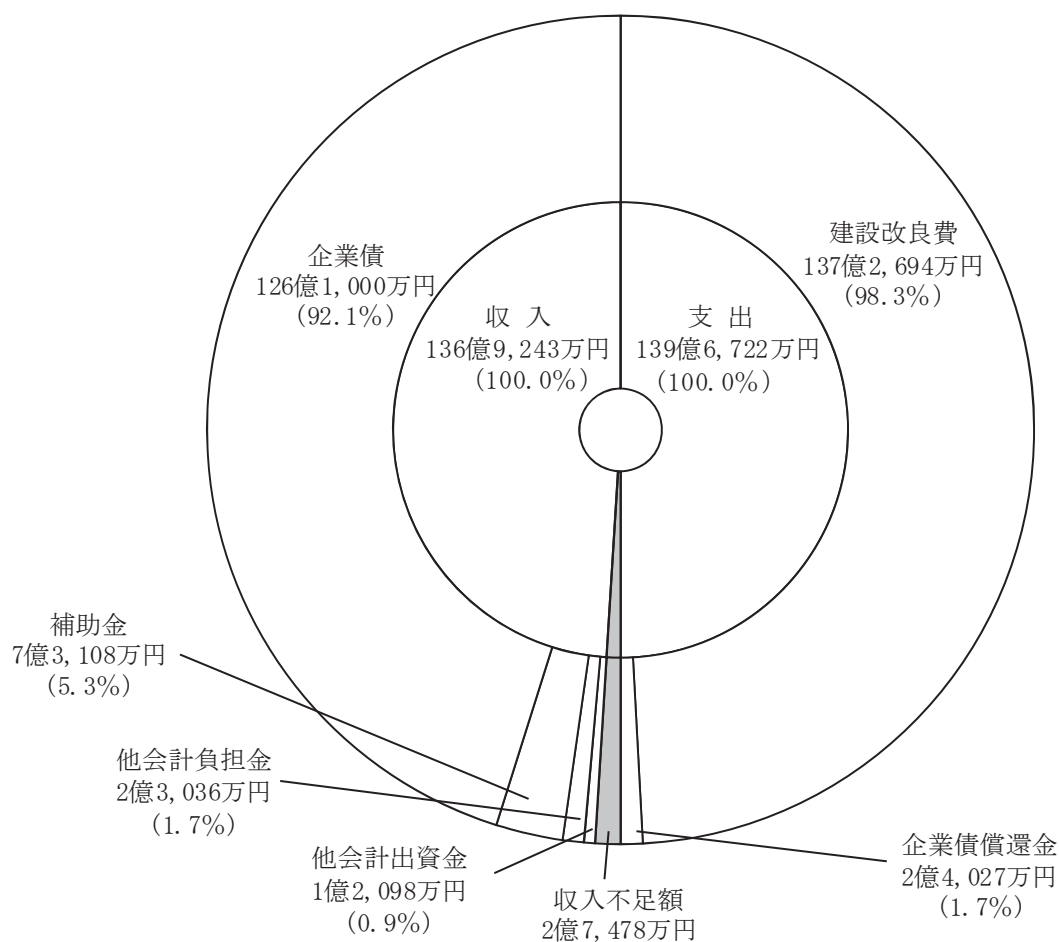 企業債
126億1,000万円
(92.1%)
建設改良費
137億2,694万円
(98.3%)
収 入
136億9,243万円
(100.0%)
支 出
139億6,722万円
(100.0%)
補助金
7億3,108万円
(5.3%)
他会計負担金
2億3,036万円
(1.7%)
他会計出資金
1億2,098万円
(0.9%)
収入不足額
2億7,478万円
企業債償還金
2億4,027万円
(1.7%)